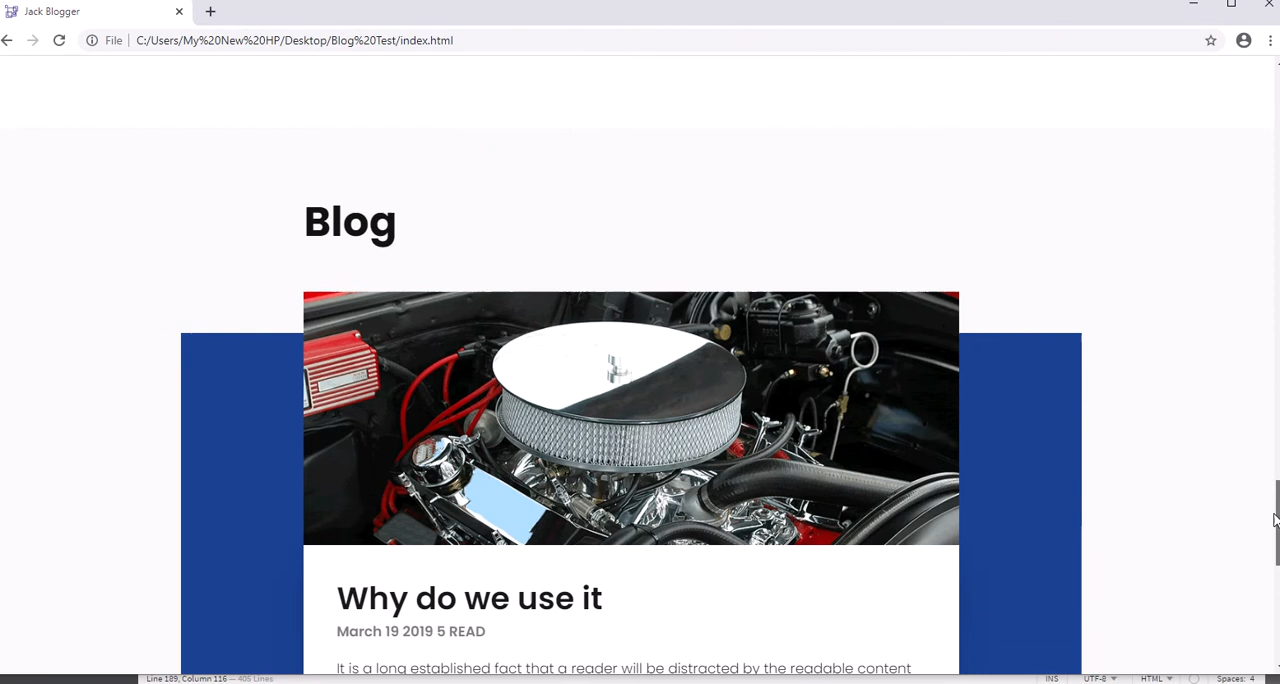 Jack Blogger
File C:/Users/My%20New%20HP/Desktop/Blog%20Test/index.html
Blog
Why do we use it
March 19 2019 5 READ
It is a long established fact that a reader will be distracted by the readable content
Line 189, Column 116 — 405 Lines INS UTF-8 HTML Spaces: 4